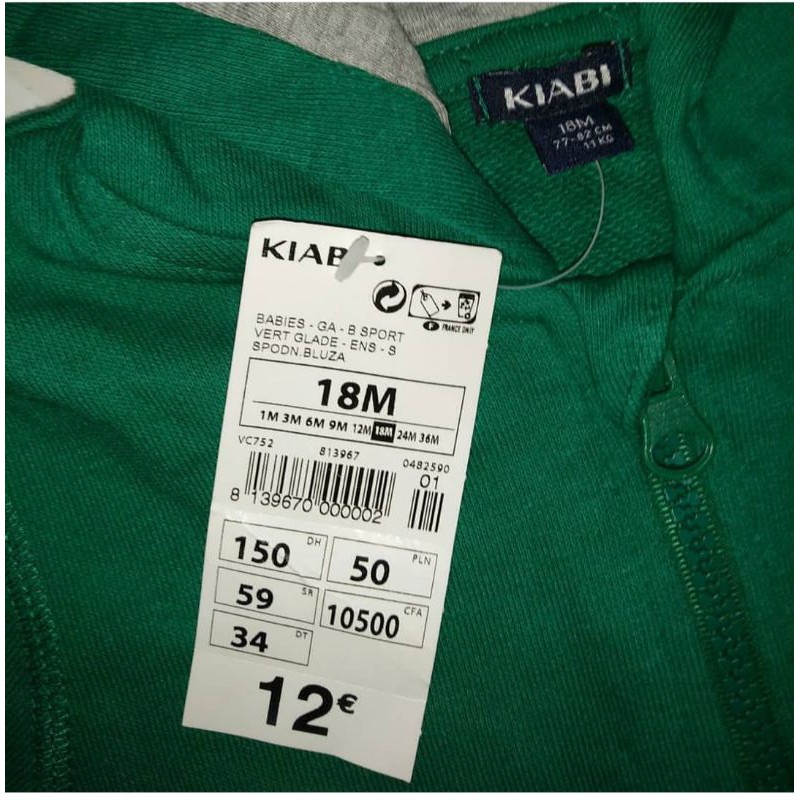 KIABI
18M
77-82 CM
11 KG
KIAB
F FRANCE ONLY
BABIES - GA - B SPORT
VERT GLADE - ENS - S
SPODN.BLUZA
18M
1M 3M 6M 9M 12M 18M 24M 36M
VC752 813967 0482590
01
8 139670 000002
150 DH 50 PLN
59 SR 10500 CFA
34 DT
12€